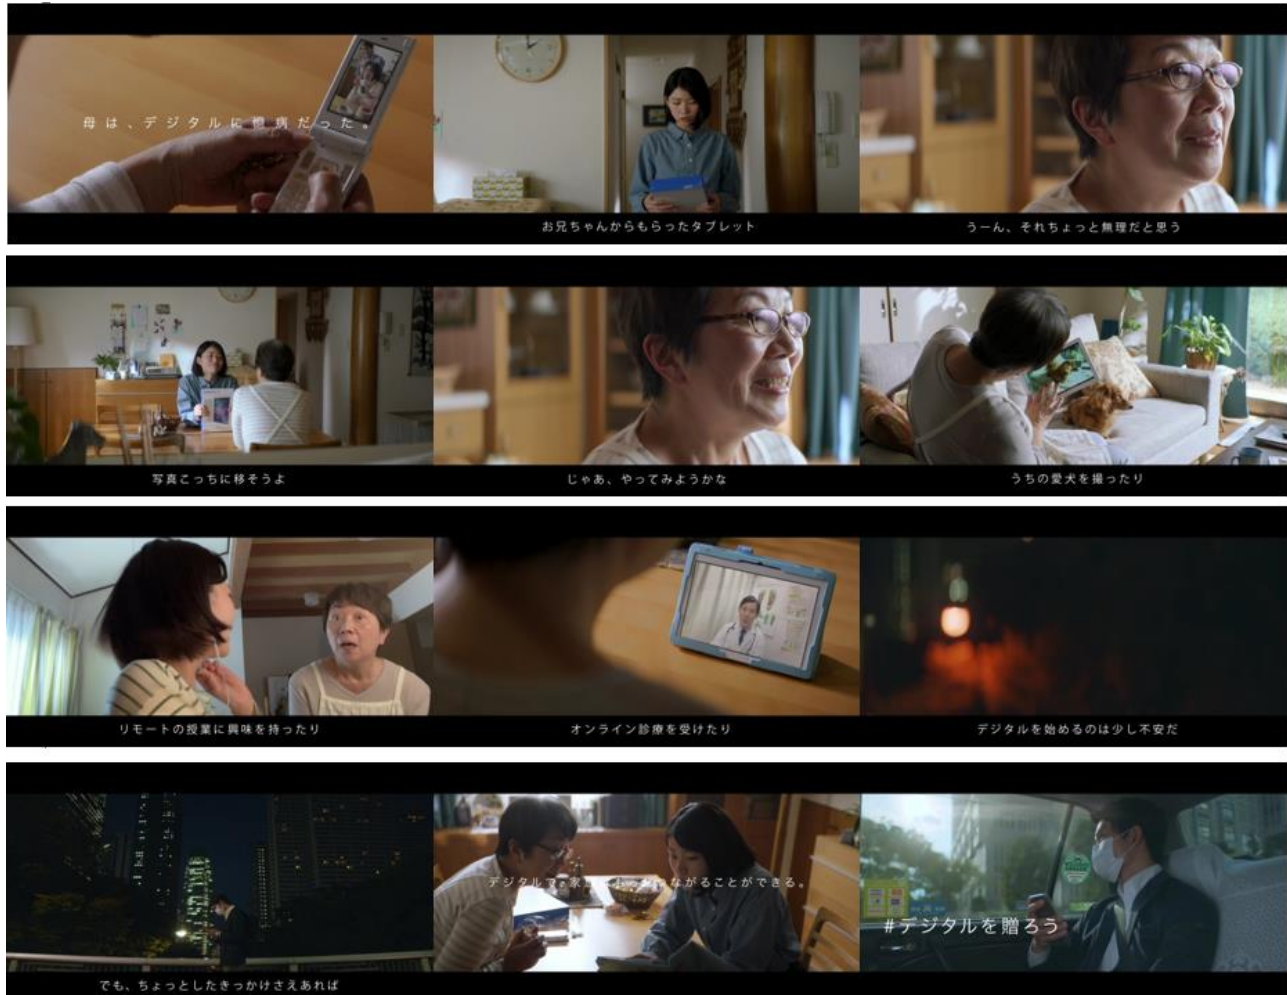 母は、デジタルに臆病だった。
お兄ちゃんからもらったタブレット
うーん、それちょっと無理だと思う
写真こっちに移そうよ
じゃあ、やってみようかな
うちの愛犬を撮ったり
リモートの授業に興味を持ったり
オンライン診療を受けたり
デジタルを始めるのは少し不安だ
でも、ちょっとしたきっかけさえあれば
デジタルで、家族は
つながることができる。
#デジタルを贈ろう